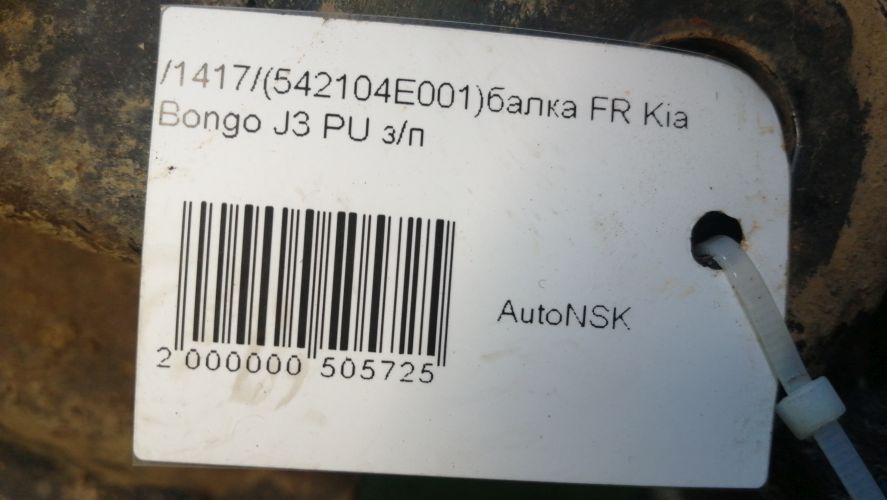 /1417/(542104E001)балка FR Kia
Bongo J3 PU з/п
AutoNSK
2 000000 505725